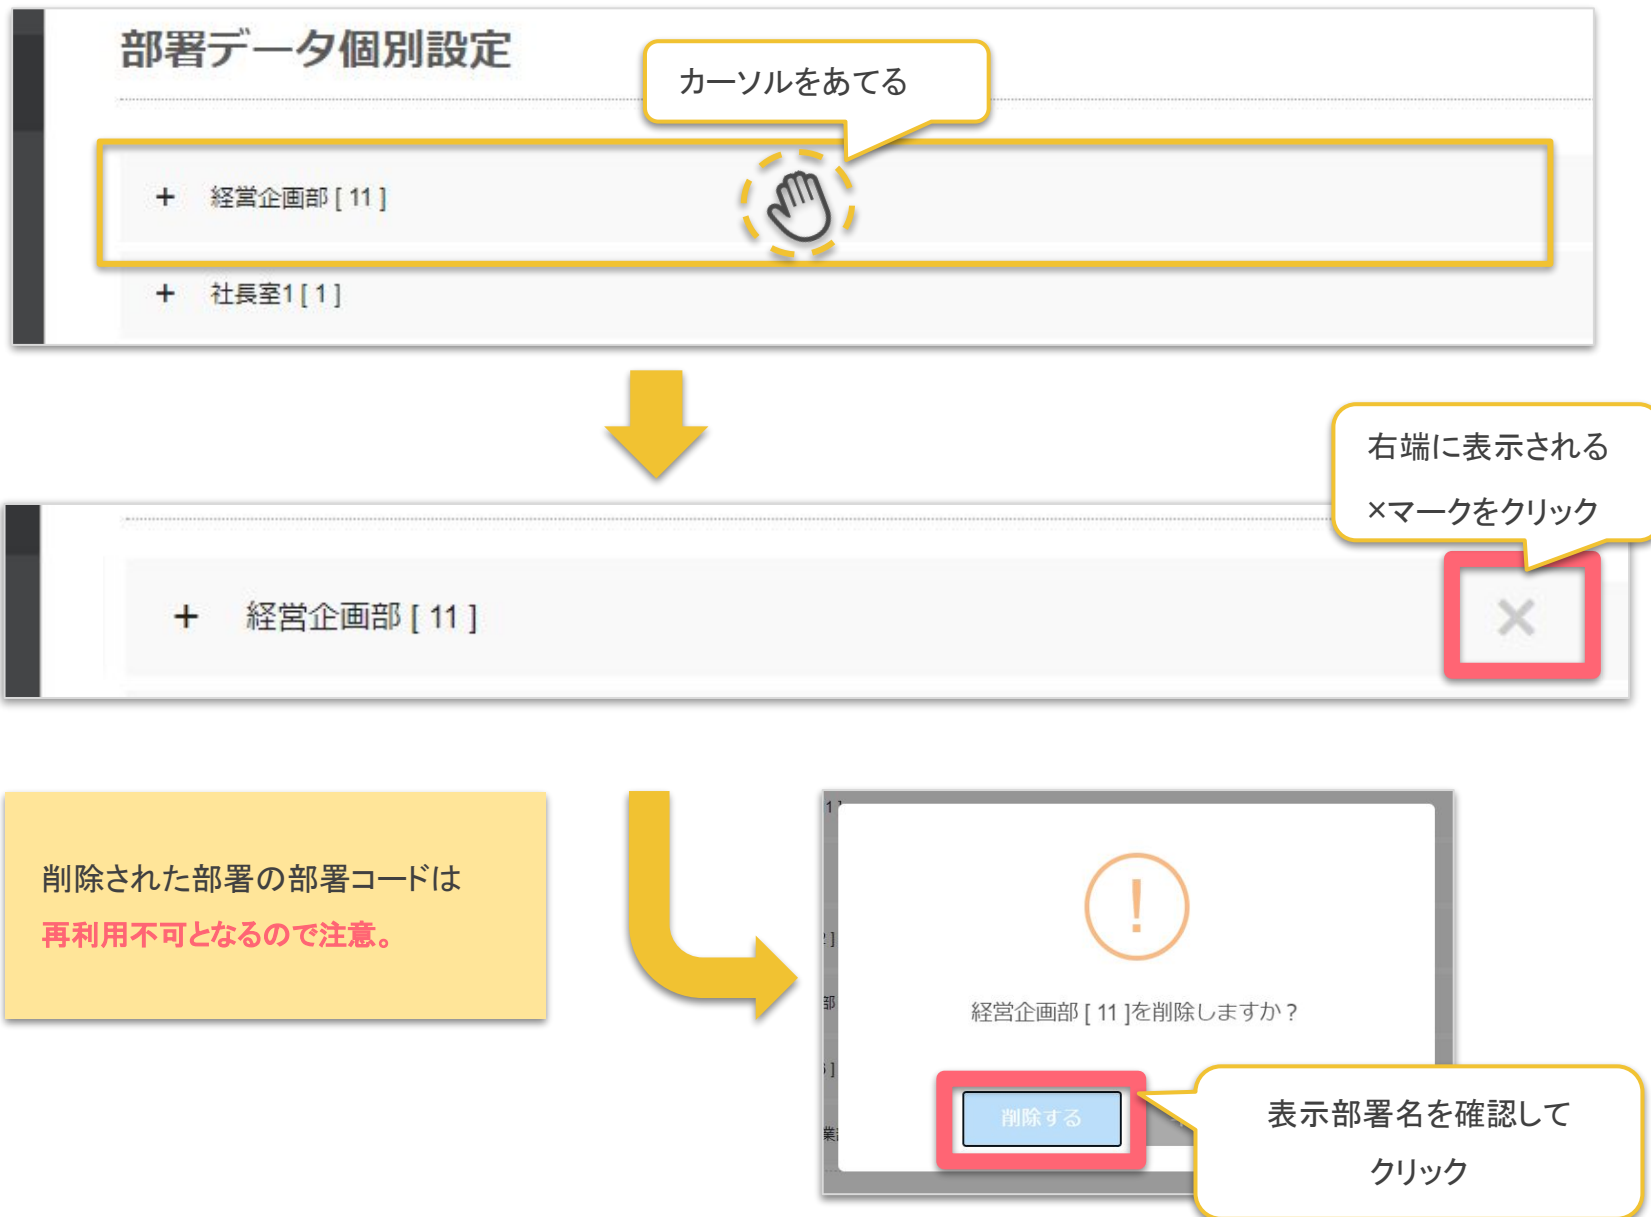 部署データ個別設定
カーソルをあてる
+ 経営企画部 [ 11 ]
+ 社長室1 [ 1 ]
右端に表示される
×マークをクリック
+ 経営企画部 [ 11 ]
削除された部署の部署コードは
再利用不可となるので注意。
経営企画部 [ 11 ]を削除しますか？
削除する
表示部署名を確認して
クリック